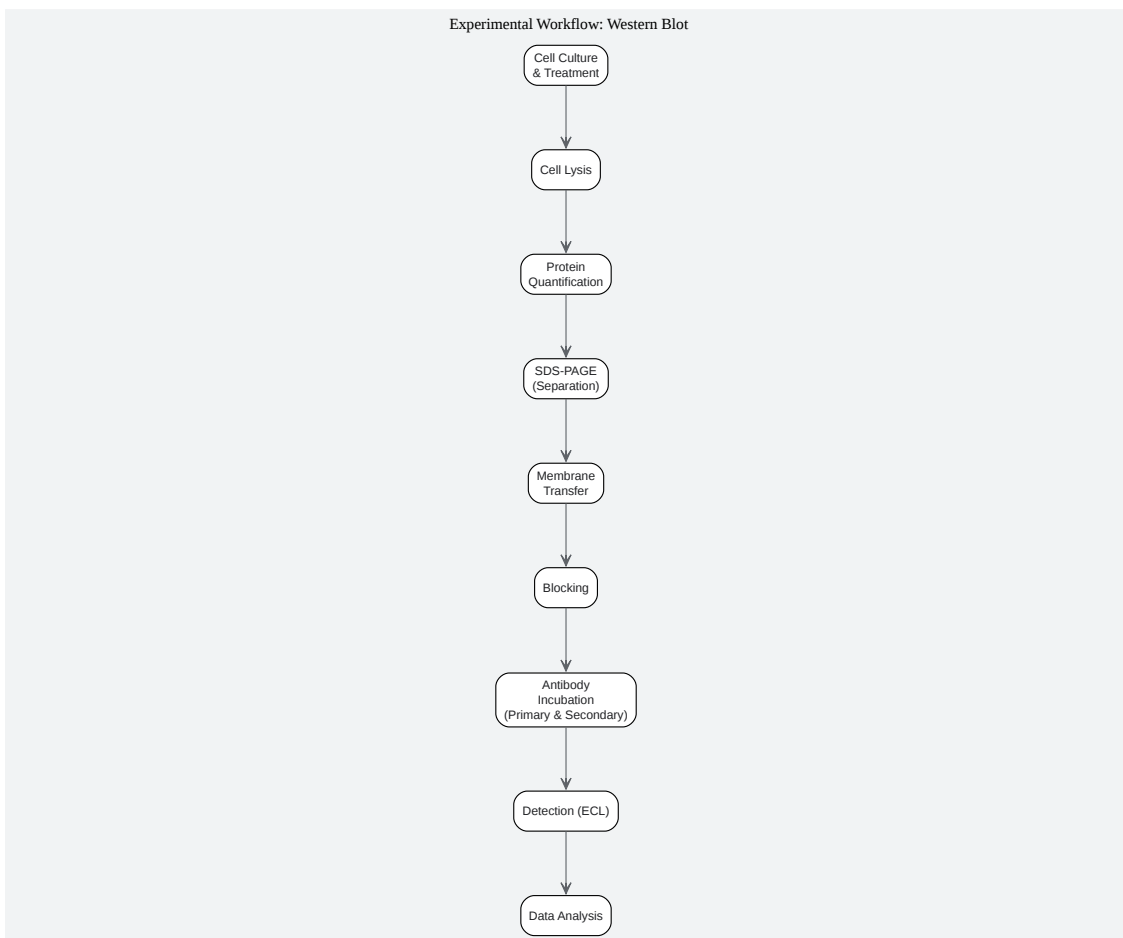 Experimental Workflow: Western Blot
Cell Culture
& Treatment
Cell Lysis
Protein
Quantification
SDS-PAGE
(Separation)
Membrane
Transfer
Blocking
Antibody
Incubation
(Primary & Secondary)
Detection (ECL)
Data Analysis